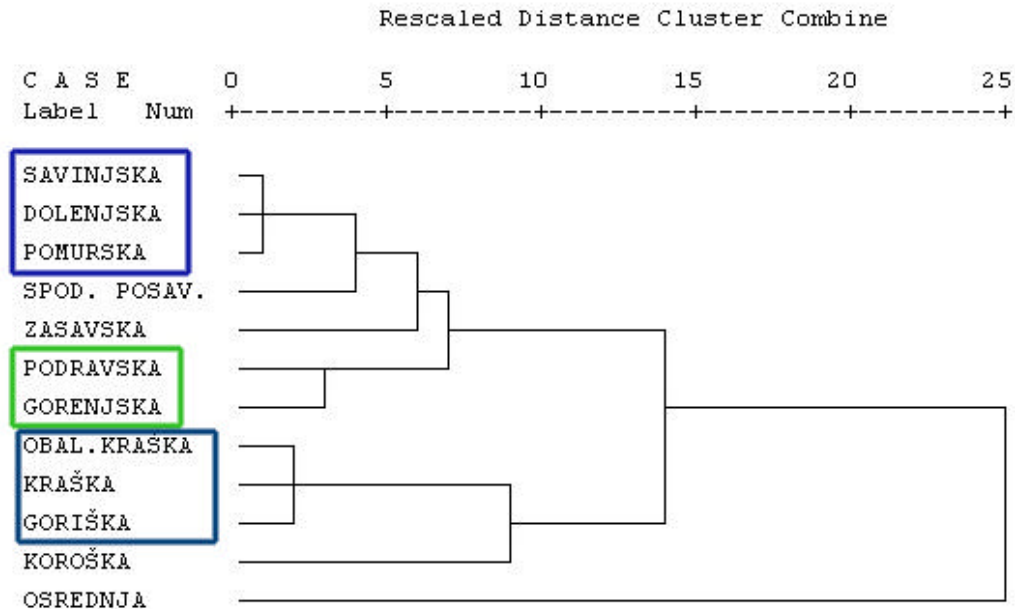 Rescaled Distance Cluster Combine
C A S E 0 5 10 15 20 25
Label Num +---------+---------+---------+---------+---------+
SAVINJSKA
DOLENJSKA
POMURSKA
SPOD. POSAV.
ZASAVSKA
PODRAVSKA
GORENJSKA
OBAL.KRAŠKA
KRAŠKA
GORIŠKA
KOROŠKA
OSREDNJA